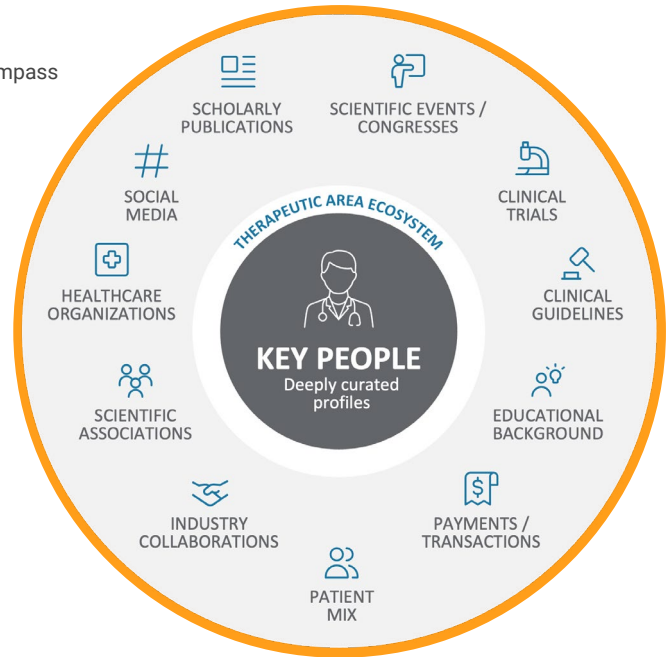 mpass
SCHOLARLY
PUBLICATIONS
SCIENTIFIC EVENTS /
CONGRESSES
SOCIAL
MEDIA
CLINICAL
TRIALS
THERAPEUTIC AREA ECOSYSTEM
HEALTHCARE
ORGANIZATIONS
CLINICAL
GUIDELINES
KEY PEOPLE
Deeply curated
profiles
SCIENTIFIC
ASSOCIATIONS
EDUCATIONAL
BACKGROUND
INDUSTRY
COLLABORATIONS
$
PAYMENTS /
TRANSACTIONS
PATIENT
MIX